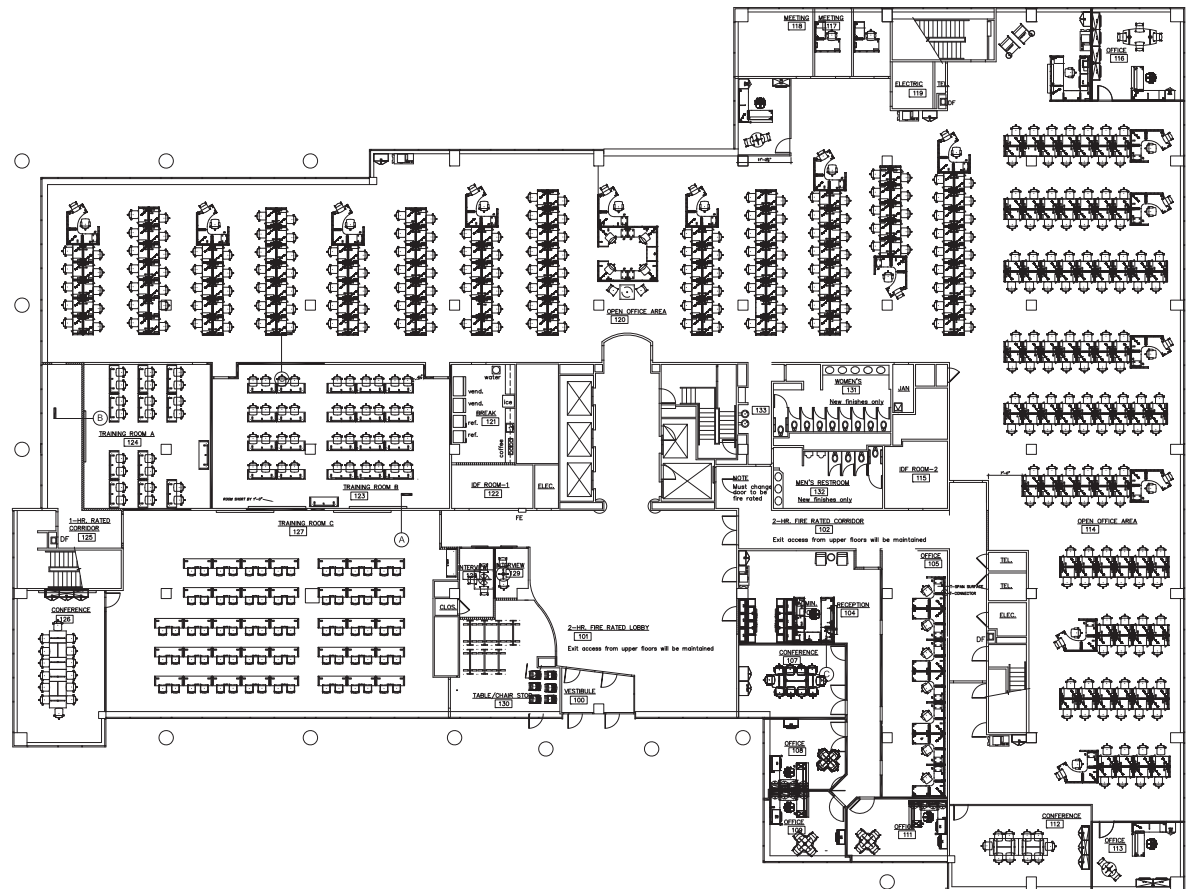 MEETING
118
MEETING
117
OFFICE
116
ELECTRIC
119
TEL.
DF
OPEN OFFICE AREA
120
water
vend.
vend.
ref.
ref.
Ice
coffee
BREAK
121
WOMEN'S
131
New finishes only
JAN
133
B
TRAINING ROOM A
124
TRAINING ROOM B
123
ROOM SHORT BY 1'-0"
IDF ROOM-1
122
ELEC.
NOTE
Must change
door to be
fire rated
MEN'S RESTROOM
132
New finishes only
IDF ROOM-2
115
1-HR. RATED
CORRIDOR
125
DF
TRAINING ROOM C
127
A
FE
2-HR. FIRE RATED CORRIDOR
102
Exit access from upper floors will be maintained
OPEN OFFICE AREA
114
INTERVIEW
INTERVIEW
129
OFFICE
105
TEL.
TEL.
ELEC.
DF
CONFERENCE
126
CLOS.
2-HR. FIRE RATED LOBBY
101
Exit access from upper floors will be maintained
RECEPTION
104
CONFERENCE
107
C
TABLE/CHAIR STOR
130
VESTIBULE
100
OFFICE
108
OFFICE
109
OFFICE
111
CONFERENCE
112
OFFICE
113